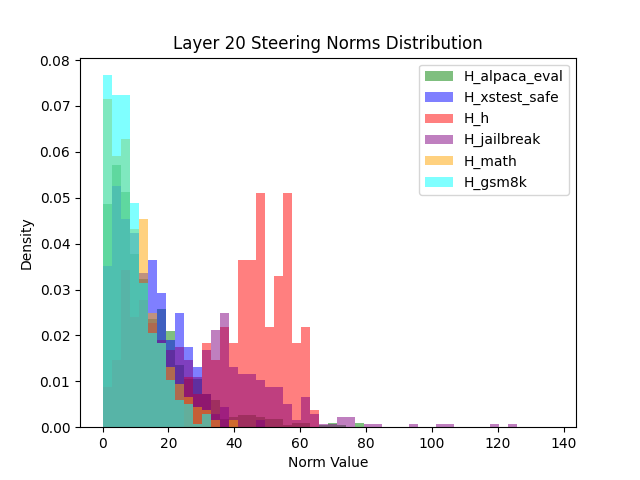 Layer 20 Steering Norms Distribution
H_alpaca_eval
H_xstest_safe
H_h
H_jailbreak
H_math
H_gsm8k
Density
0.08
0.07
0.06
0.05
0.04
0.03
0.02
0.01
0.00
0 20 40 60 80 100 120 140
Norm Value